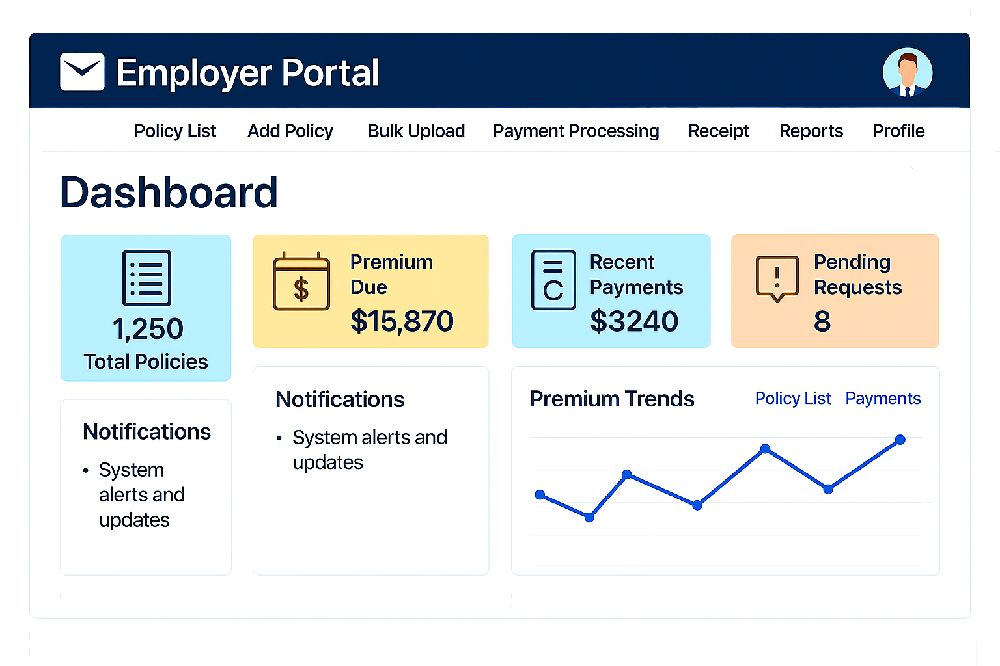 Employer Portal
Policy List Add Policy Bulk Upload Payment Processing Receipt Reports Profile
Dashboard
1,250
Total Policies
$
Premium
Due
$15,870
C
Recent
Payments
$3240
!
Pending
Requests
8
Notifications
• System
alerts and
updates
Notifications
• System alerts and
updates
Premium Trends Policy List Payments